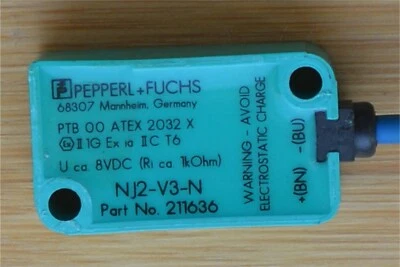 PEPPERL+FUCHS
68307 Mannheim, Germany
PTB 00 ATEX 2032 X
Ex II 1G Ex ia IIC T6
U ca. 8VDC (Ri ca. 1kOhm)
NJ2-V3-N
Part No. 211636
WARNING - AVOID
ELECTROSTATIC CHARGE
+(BN) -(BU)